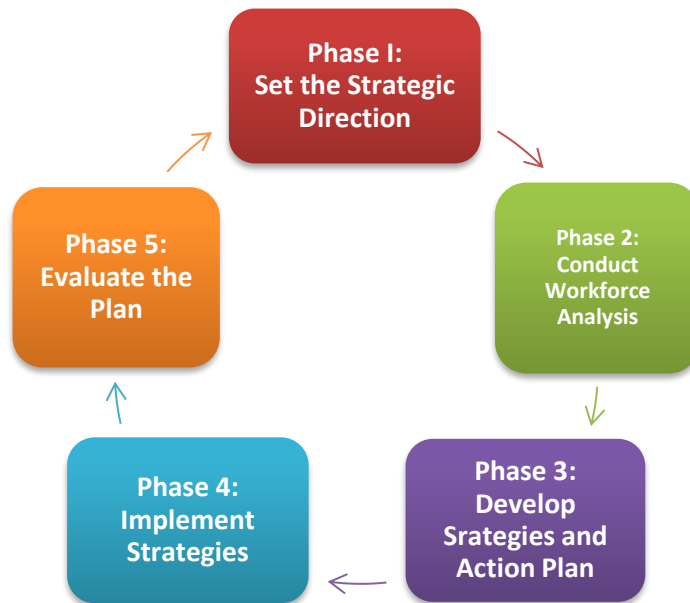 Phase I:
Set the Strategic
Direction
Phase 2:
Conduct
Workforce
Analysis
Phase 3:
Develop
Srategies and
Action Plan
Phase 4:
Implement
Strategies
Phase 5:
Evaluate the
Plan